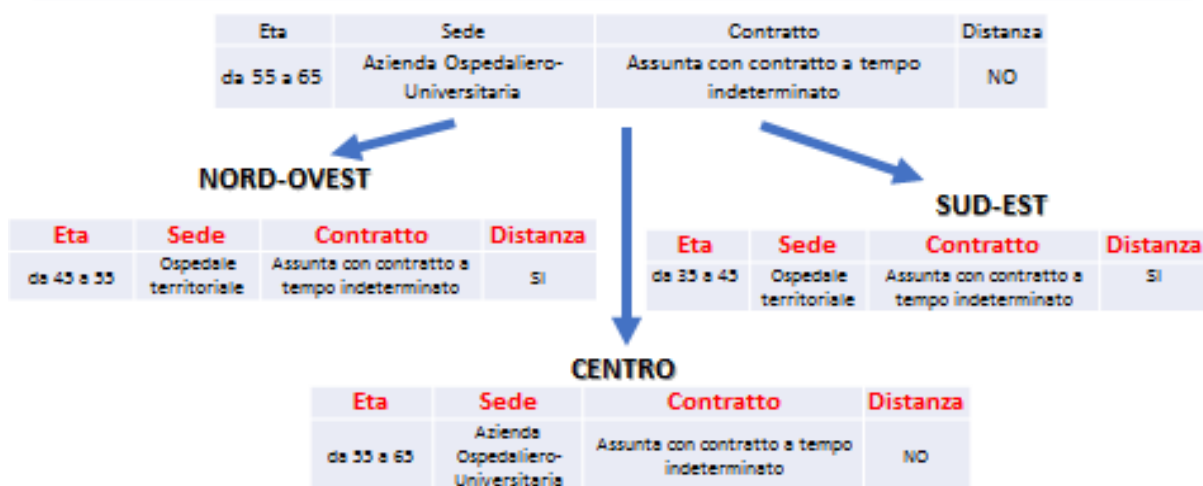 Eta Sede Contratto Distanza
da 55 a 65 Azienda Ospedaliero- Assunta con contratto a tempo NO
Universitaria indeterminato
NORD-OVEST
Eta Sede Contratto Distanza
da 45 a 55 Ospedale Assunta con contratto a SI
territoriale tempo indeterminato
SUD-EST
Eta Sede Contratto Distanza
da 35 a 45 Ospedale Assunta con contratto a SI
territoriale tempo indeterminato
CENTRO
Eta Sede Contratto Distanza
Azienda
da 55 a 65 Ospedaliero- Assunta con contratto a tempo NO
Universitaria indeterminato